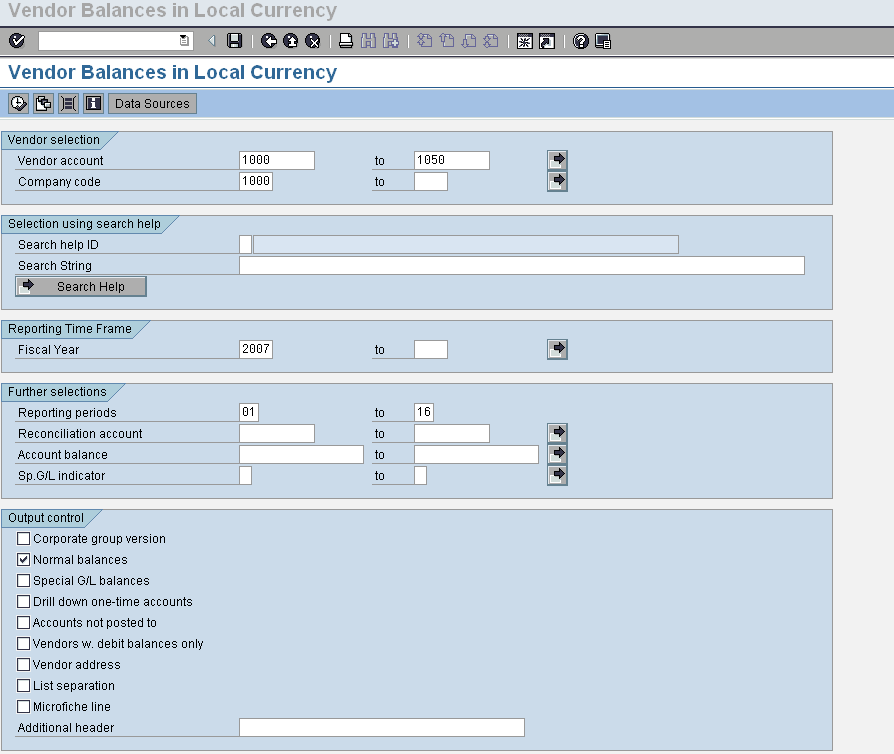 Vendor Balances in Local Currency
Vendor Balances in Local Currency
Data Sources
Vendor selection
Vendor account 1000 to 1050
Company code 1000 to
Selection using search help
Search help ID
Search String
Search Help
Reporting Time Frame
Fiscal Year 2007 to
Further selections
Reporting periods 01 to 16
Reconciliation account to
Account balance to
Sp.G/L indicator to
Output control
Corporate group version
Normal balances
Special G/L balances
Drill down one-time accounts
Accounts not posted to
Vendors w. debit balances only
Vendor address
List separation
Microfiche line
Additional header